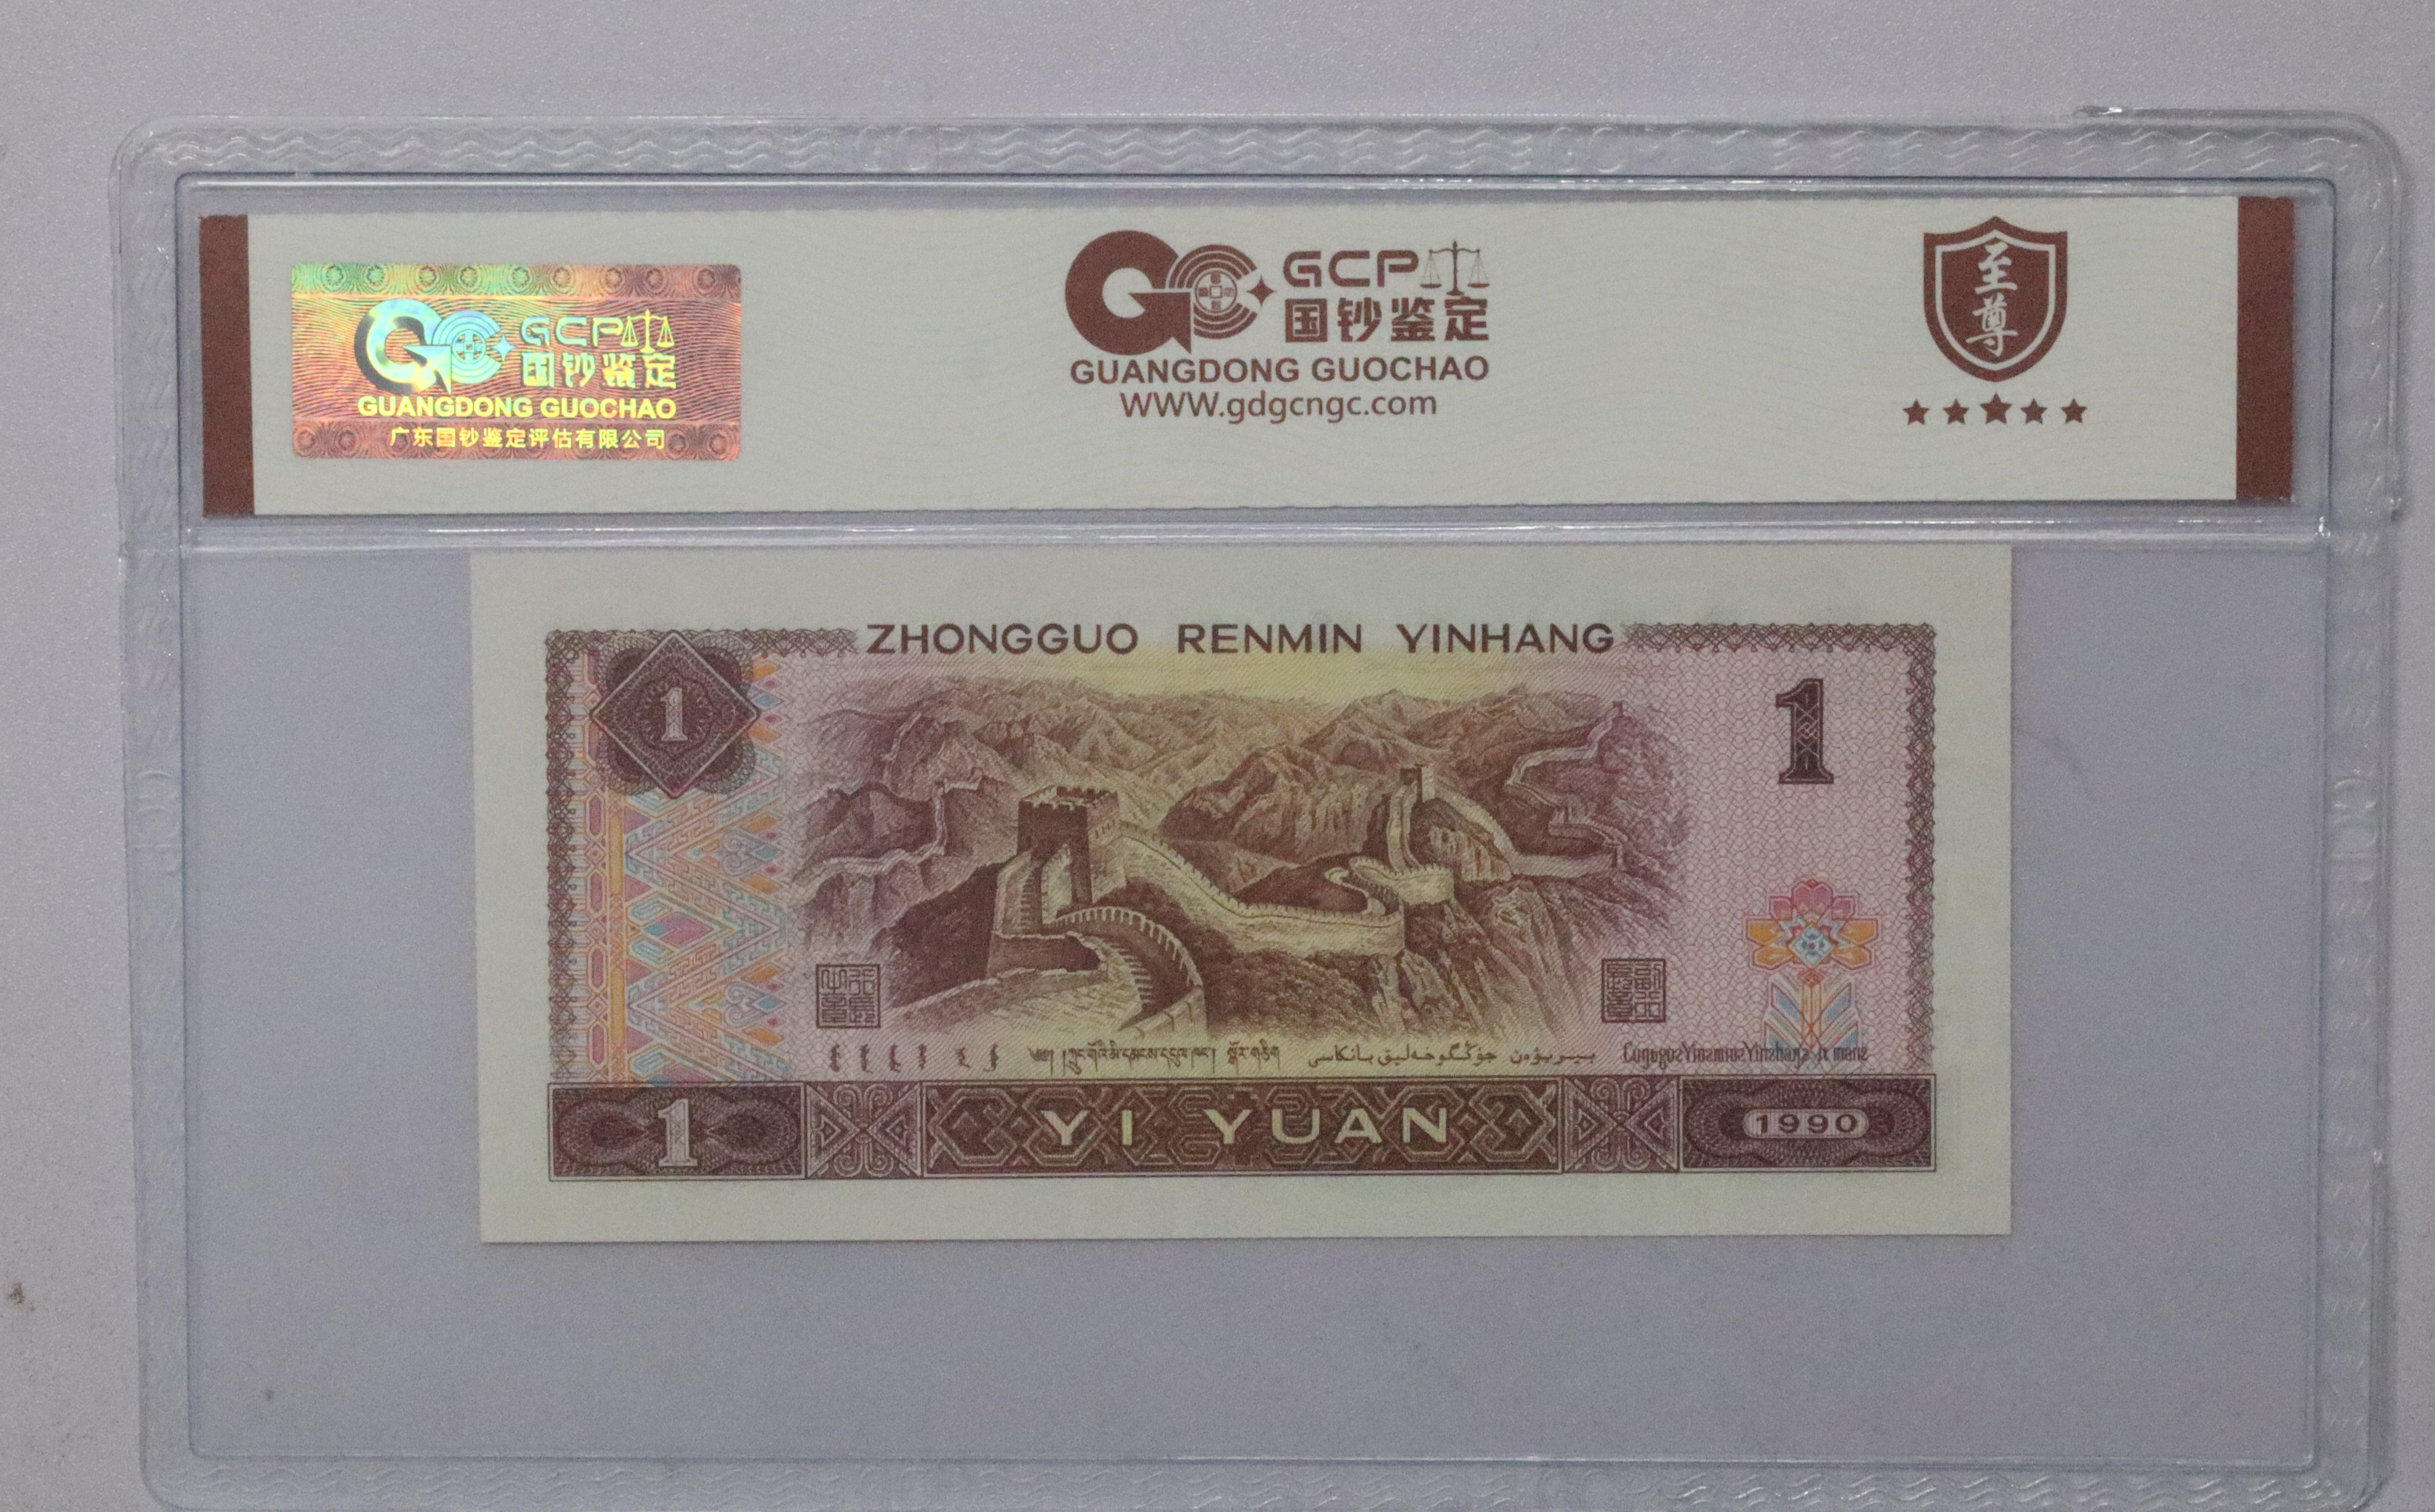 GCP
国钞鉴定
GUANGDONG GUOCHAO
广东国钞鉴定评估有限公司
GCP
国钞鉴定
GUANGDONG GUOCHAO
WWW.gdgcngc.com
至尊
ZHONGGUO RENMIN YINHANG
1
1
1
YI YUAN
1990